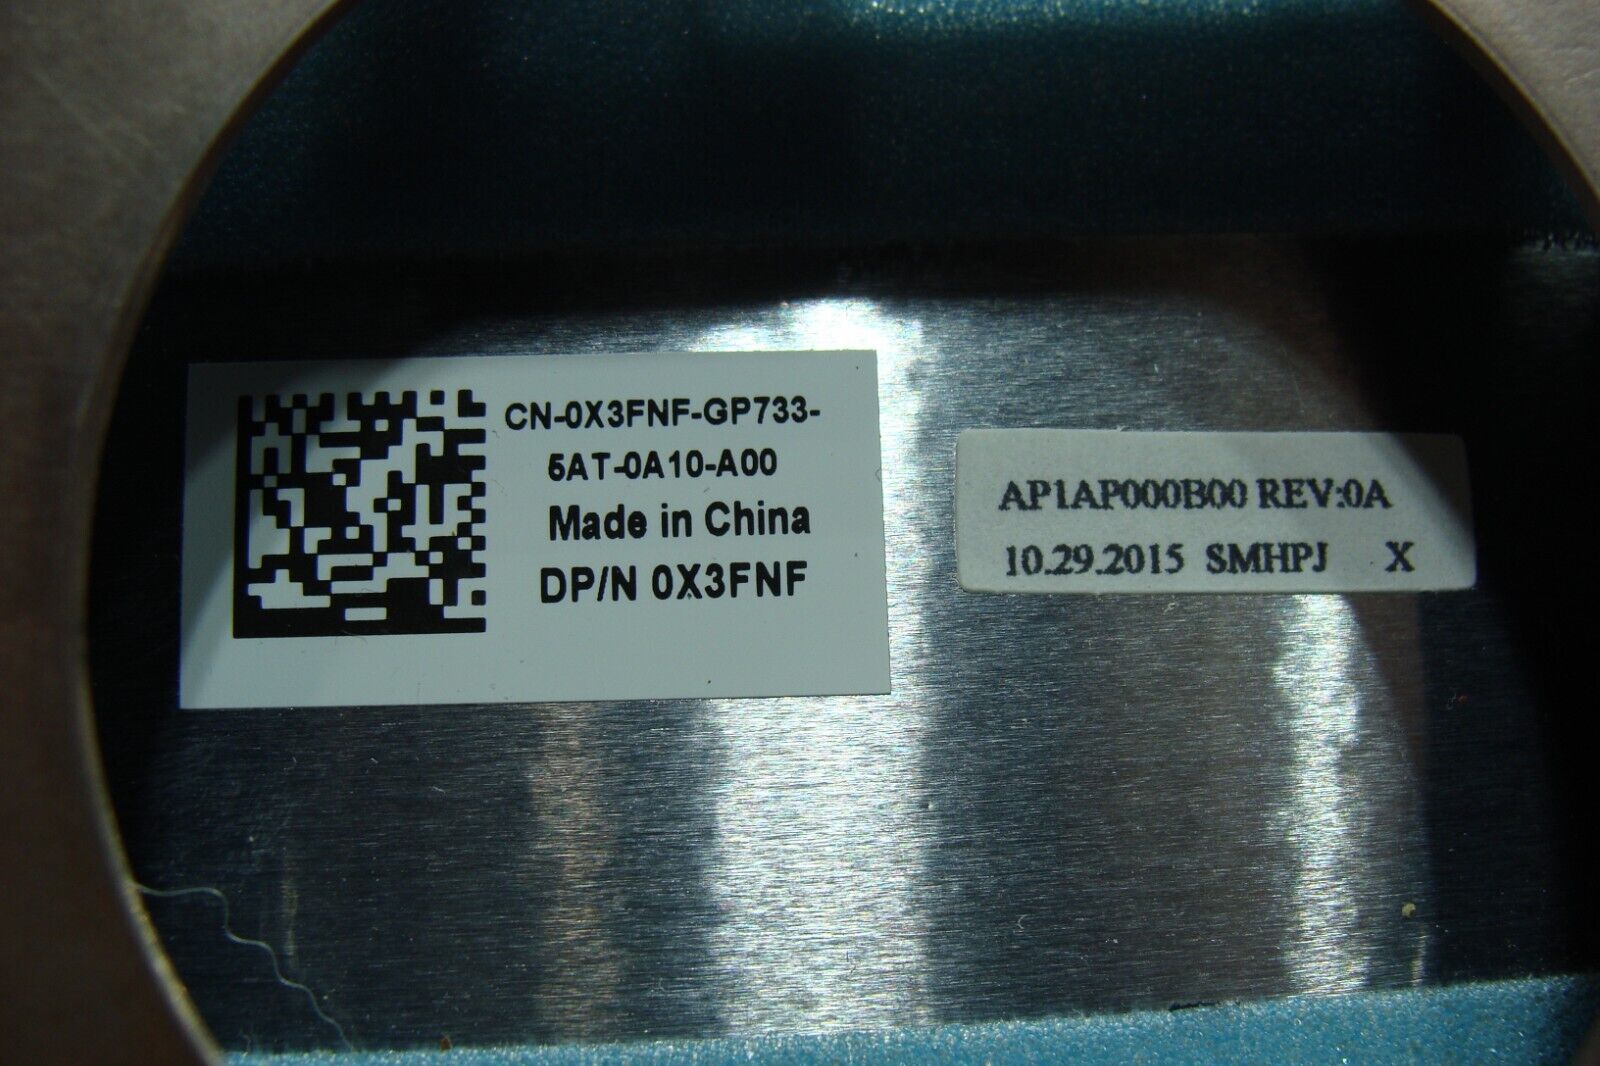 CN-0X3FNF-GP733-
5AT-0A10-A00
Made in China
DP/N 0X3FNF
AP1AP000B00 REV:0A
10.29.2015 SMHPJ X